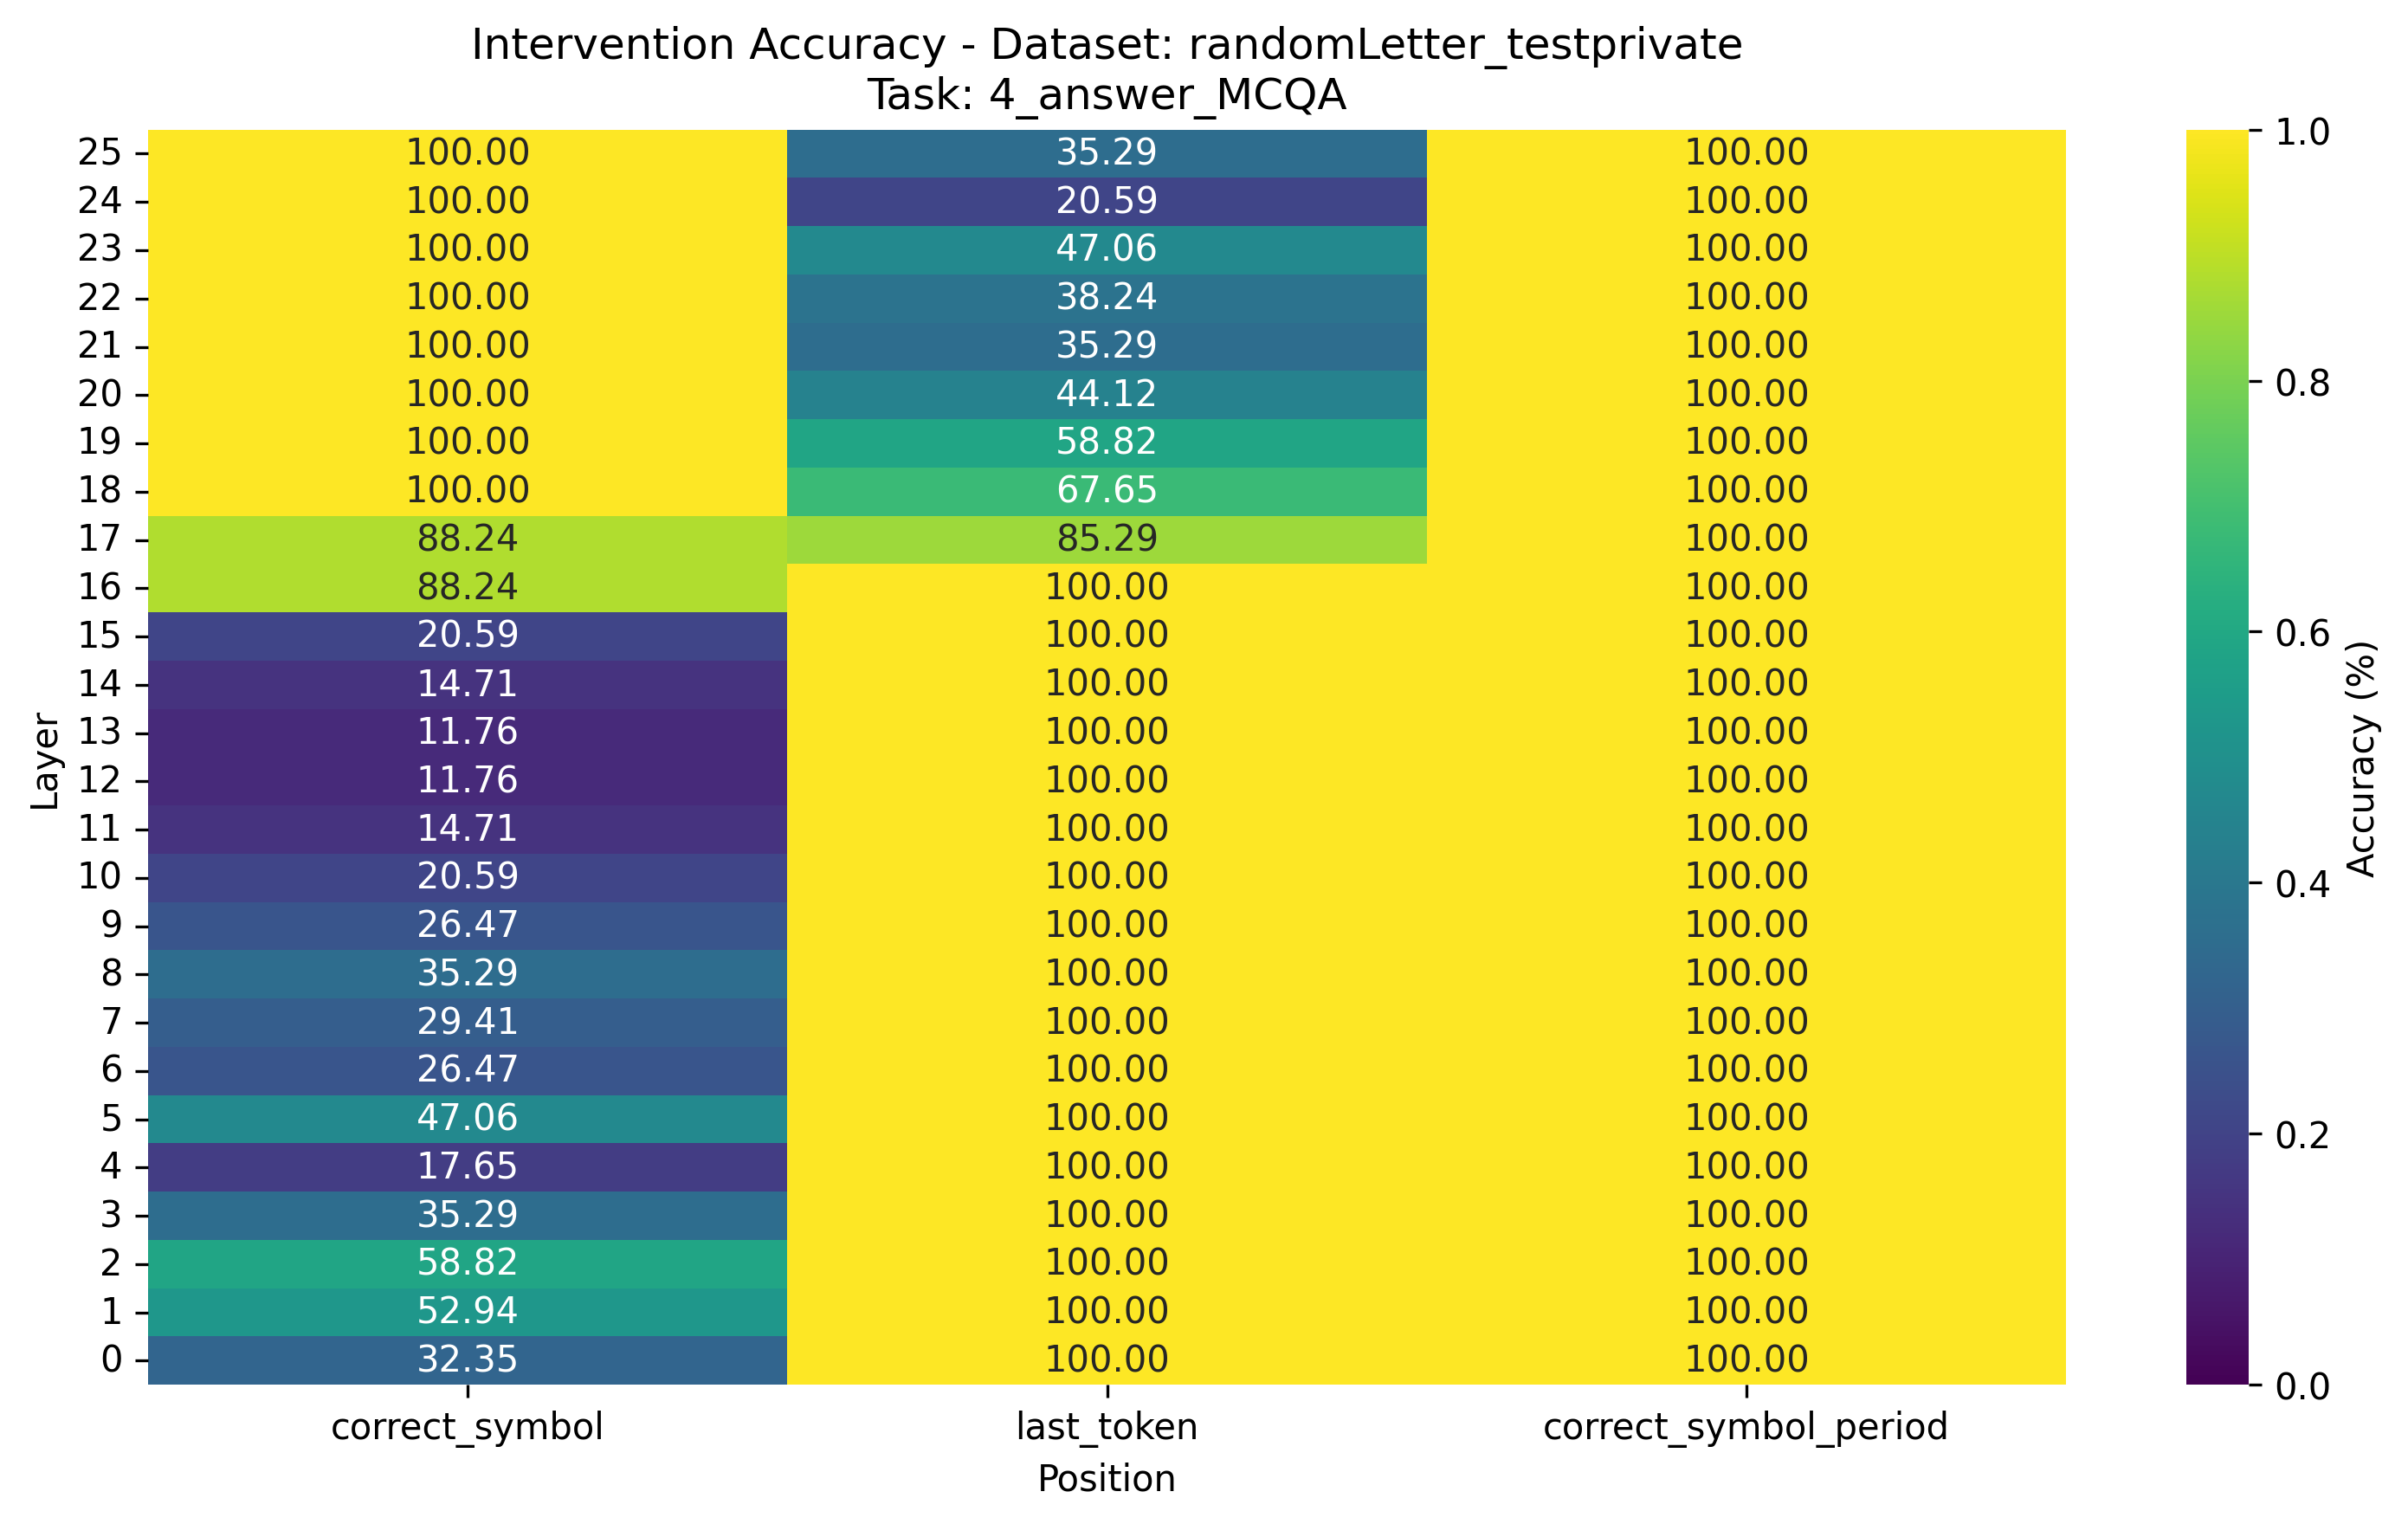 Intervention Accuracy - Dataset: randomLetter_testprivate
Task: 4_answer_MCQA
25 100.00 35.29 100.00
24 100.00 20.59 100.00
23 100.00 47.06 100.00
22 100.00 38.24 100.00
21 100.00 35.29 100.00
20 100.00 44.12 100.00
19 100.00 58.82 100.00
18 100.00 67.65 100.00
17 88.24 85.29 100.00
16 88.24 100.00 100.00
15 20.59 100.00 100.00
14 14.71 100.00 100.00
13 11.76 100.00 100.00
12 11.76 100.00 100.00
11 14.71 100.00 100.00
10 20.59 100.00 100.00
9 26.47 100.00 100.00
8 35.29 100.00 100.00
7 29.41 100.00 100.00
6 26.47 100.00 100.00
5 47.06 100.00 100.00
4 17.65 100.00 100.00
3 35.29 100.00 100.00
2 58.82 100.00 100.00
1 52.94 100.00 100.00
0 32.35 100.00 100.00
Layer
correct_symbol last_token correct_symbol_period
Position
1.0
0.8
0.6
0.4
0.2
0.0
Accuracy (%)